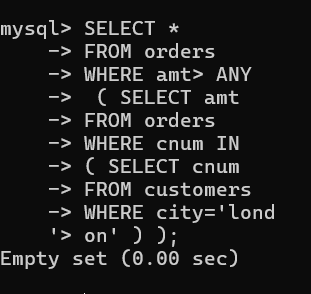 mysql> SELECT *
    -> FROM orders
    -> WHERE amt> ANY
    ->  ( SELECT amt
    -> FROM orders
    -> WHERE cnum IN
    -> ( SELECT cnum
    -> FROM customers
    -> WHERE city='lond
    '> on' ) );
Empty set (0.00 sec)